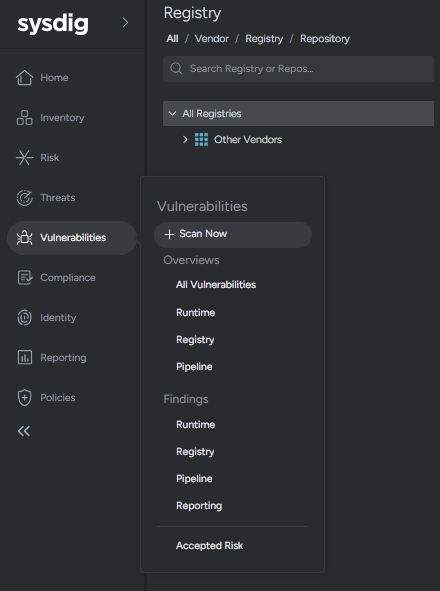 sysdig
Home
Inventory
Risk
Threats
Vulnerabilities
Compliance
Identity
Reporting
Policies
Registry
All / Vendor / Registry / Repository
Search Registry or Repos...
All Registries
Other Vendors
Vulnerabilities
+ Scan Now
Overviews
All Vulnerabilities
Runtime
Registry
Pipeline
Findings
Runtime
Registry
Pipeline
Reporting
Accepted Risk